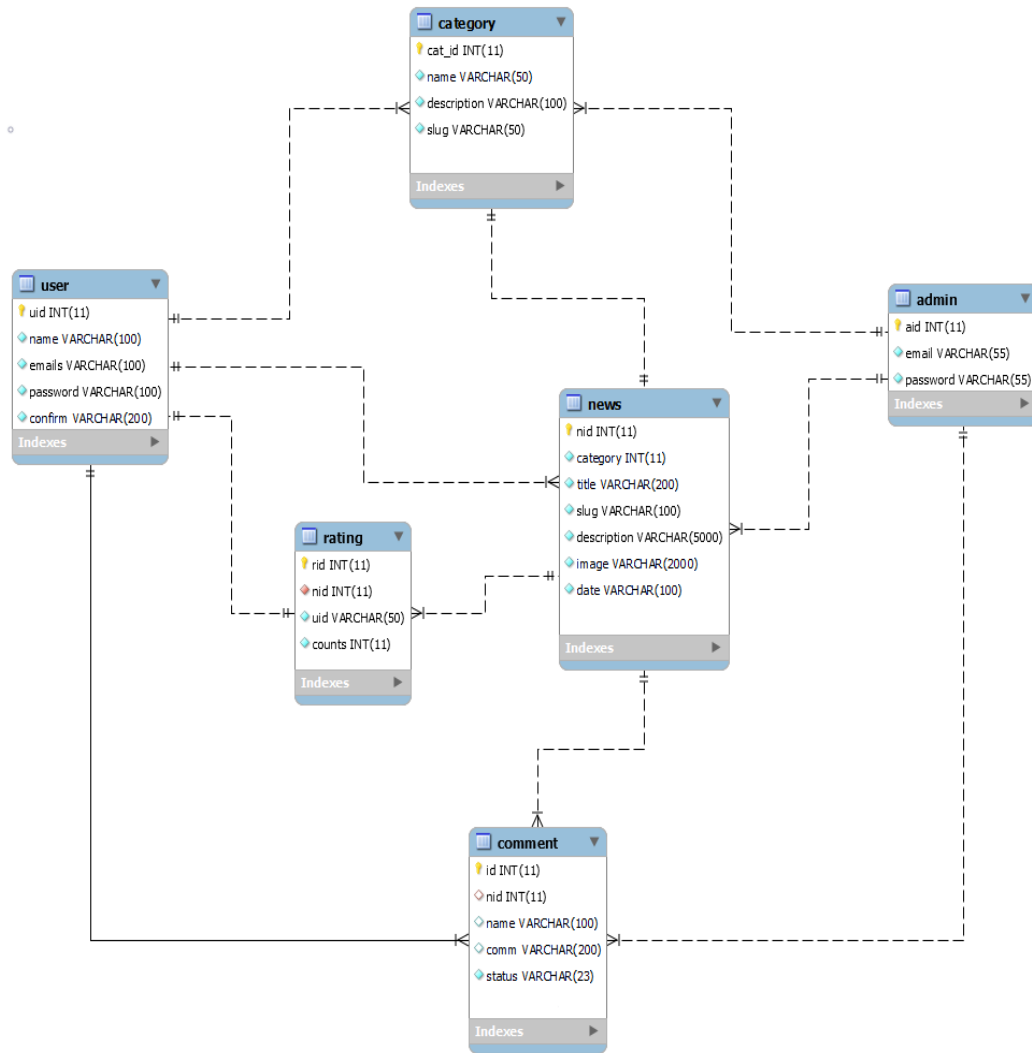 category
cat_id INT(11)
name VARCHAR(50)
description VARCHAR(100)
slug VARCHAR(50)
Indexes
user
uid INT(11)
name VARCHAR(100)
emails VARCHAR(100)
password VARCHAR(100)
confirm VARCHAR(200)
Indexes
admin
aid INT(11)
email VARCHAR(55)
password VARCHAR(55)
Indexes
news
nid INT(11)
category INT(11)
title VARCHAR(200)
slug VARCHAR(100)
description VARCHAR(5000)
image VARCHAR(2000)
date VARCHAR(100)
Indexes
rating
rid INT(11)
nid INT(11)
uid VARCHAR(50)
counts INT(11)
Indexes
comment
id INT(11)
nid INT(11)
name VARCHAR(100)
comm VARCHAR(200)
status VARCHAR(23)
Indexes